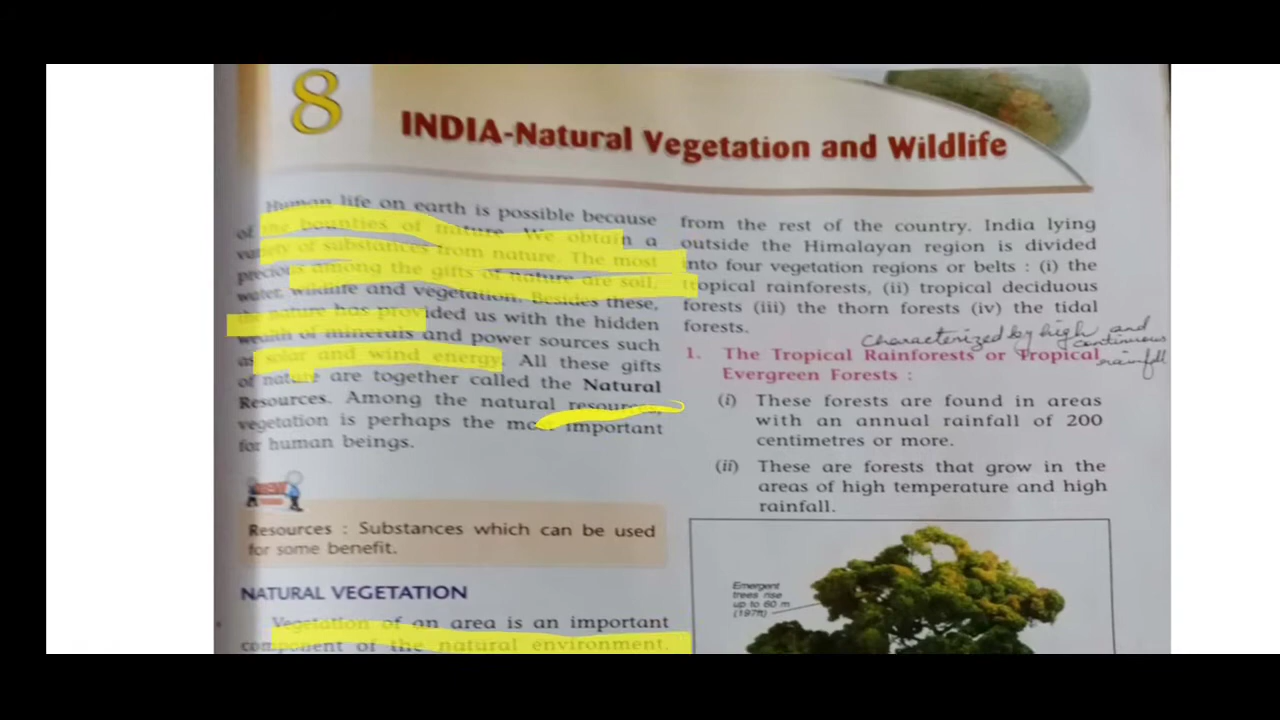 8
INDIA-Natural Vegetation and Wildlife
Human life on earth is possible because
of the bounties of nature. We obtain a
variety of substances from nature. The most
precious among the gifts of nature are soil,
water, wildlife and vegetation. Besides these,
the nature has provided us with the hidden
wealth of minerals and power sources such
as solar and wind energy. All these gifts
of nature are together called the Natural
Resources. Among the natural resources,
vegetation is perhaps the most important
for human beings.
Resources : Substances which can be used
for some benefit.
NATURAL VEGETATION
Vegetation of an area is an important
component of the natural environment.
from the rest of the country. India lying
outside the Himalayan region is divided
into four vegetation regions or belts : (i) the
tropical rainforests, (ii) tropical deciduous
forests (iii) the thorn forests (iv) the tidal
forests.
characterized by high and
continuous
rainfall
1. The Tropical Rainforests or Tropical
Evergreen Forests :
(i) These forests are found in areas
with an annual rainfall of 200
centimetres or more.
(ii) These are forests that grow in the
areas of high temperature and high
rainfall.
Emergent
trees rise
up to 60 m
(197ft)